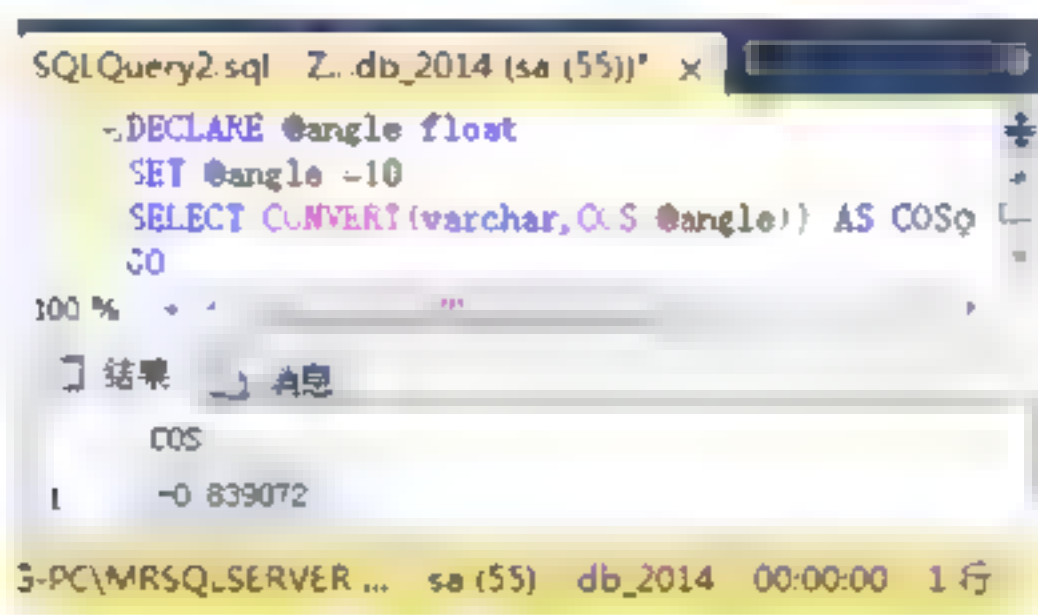 SQLQuery2.sql Z...db_2014 (sa (55))* ×
DECLARE @angle float
SET @angle =10
SELECT CONVERT(varchar,COS(@angle)) AS COS
GO
100 %
结果 消息
COS
1 -0.839072
G-PC\MRSQLSERVER ... sa (55) db_2014 00:00:00 1 行